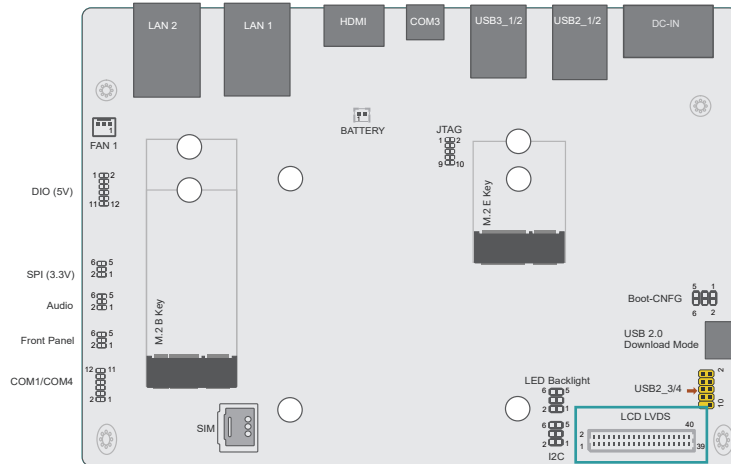 LAN 2
LAN 1
HDMI
COM3
USB3_1/2
USB2_1/2
DC-IN
1
FAN 1
1
BATTERY
JTAG
1 2
9 10
DIO (5V)
1 2
11 12
M.2 E Key
SPI (3.3V)
6 5
2 1
Audio
6 5
2 1
Front Panel
6 5
2 1
COM1/COM4
12 11
2 1
M.2 B Key
SIM
Boot-CNFG
5 1
6 2
USB 2.0
Download Mode
USB2_3/4
2
10
LED Backlight
6 5
2 1
6 5
2 1
I2C
LCD LVDS
40
2
1
39